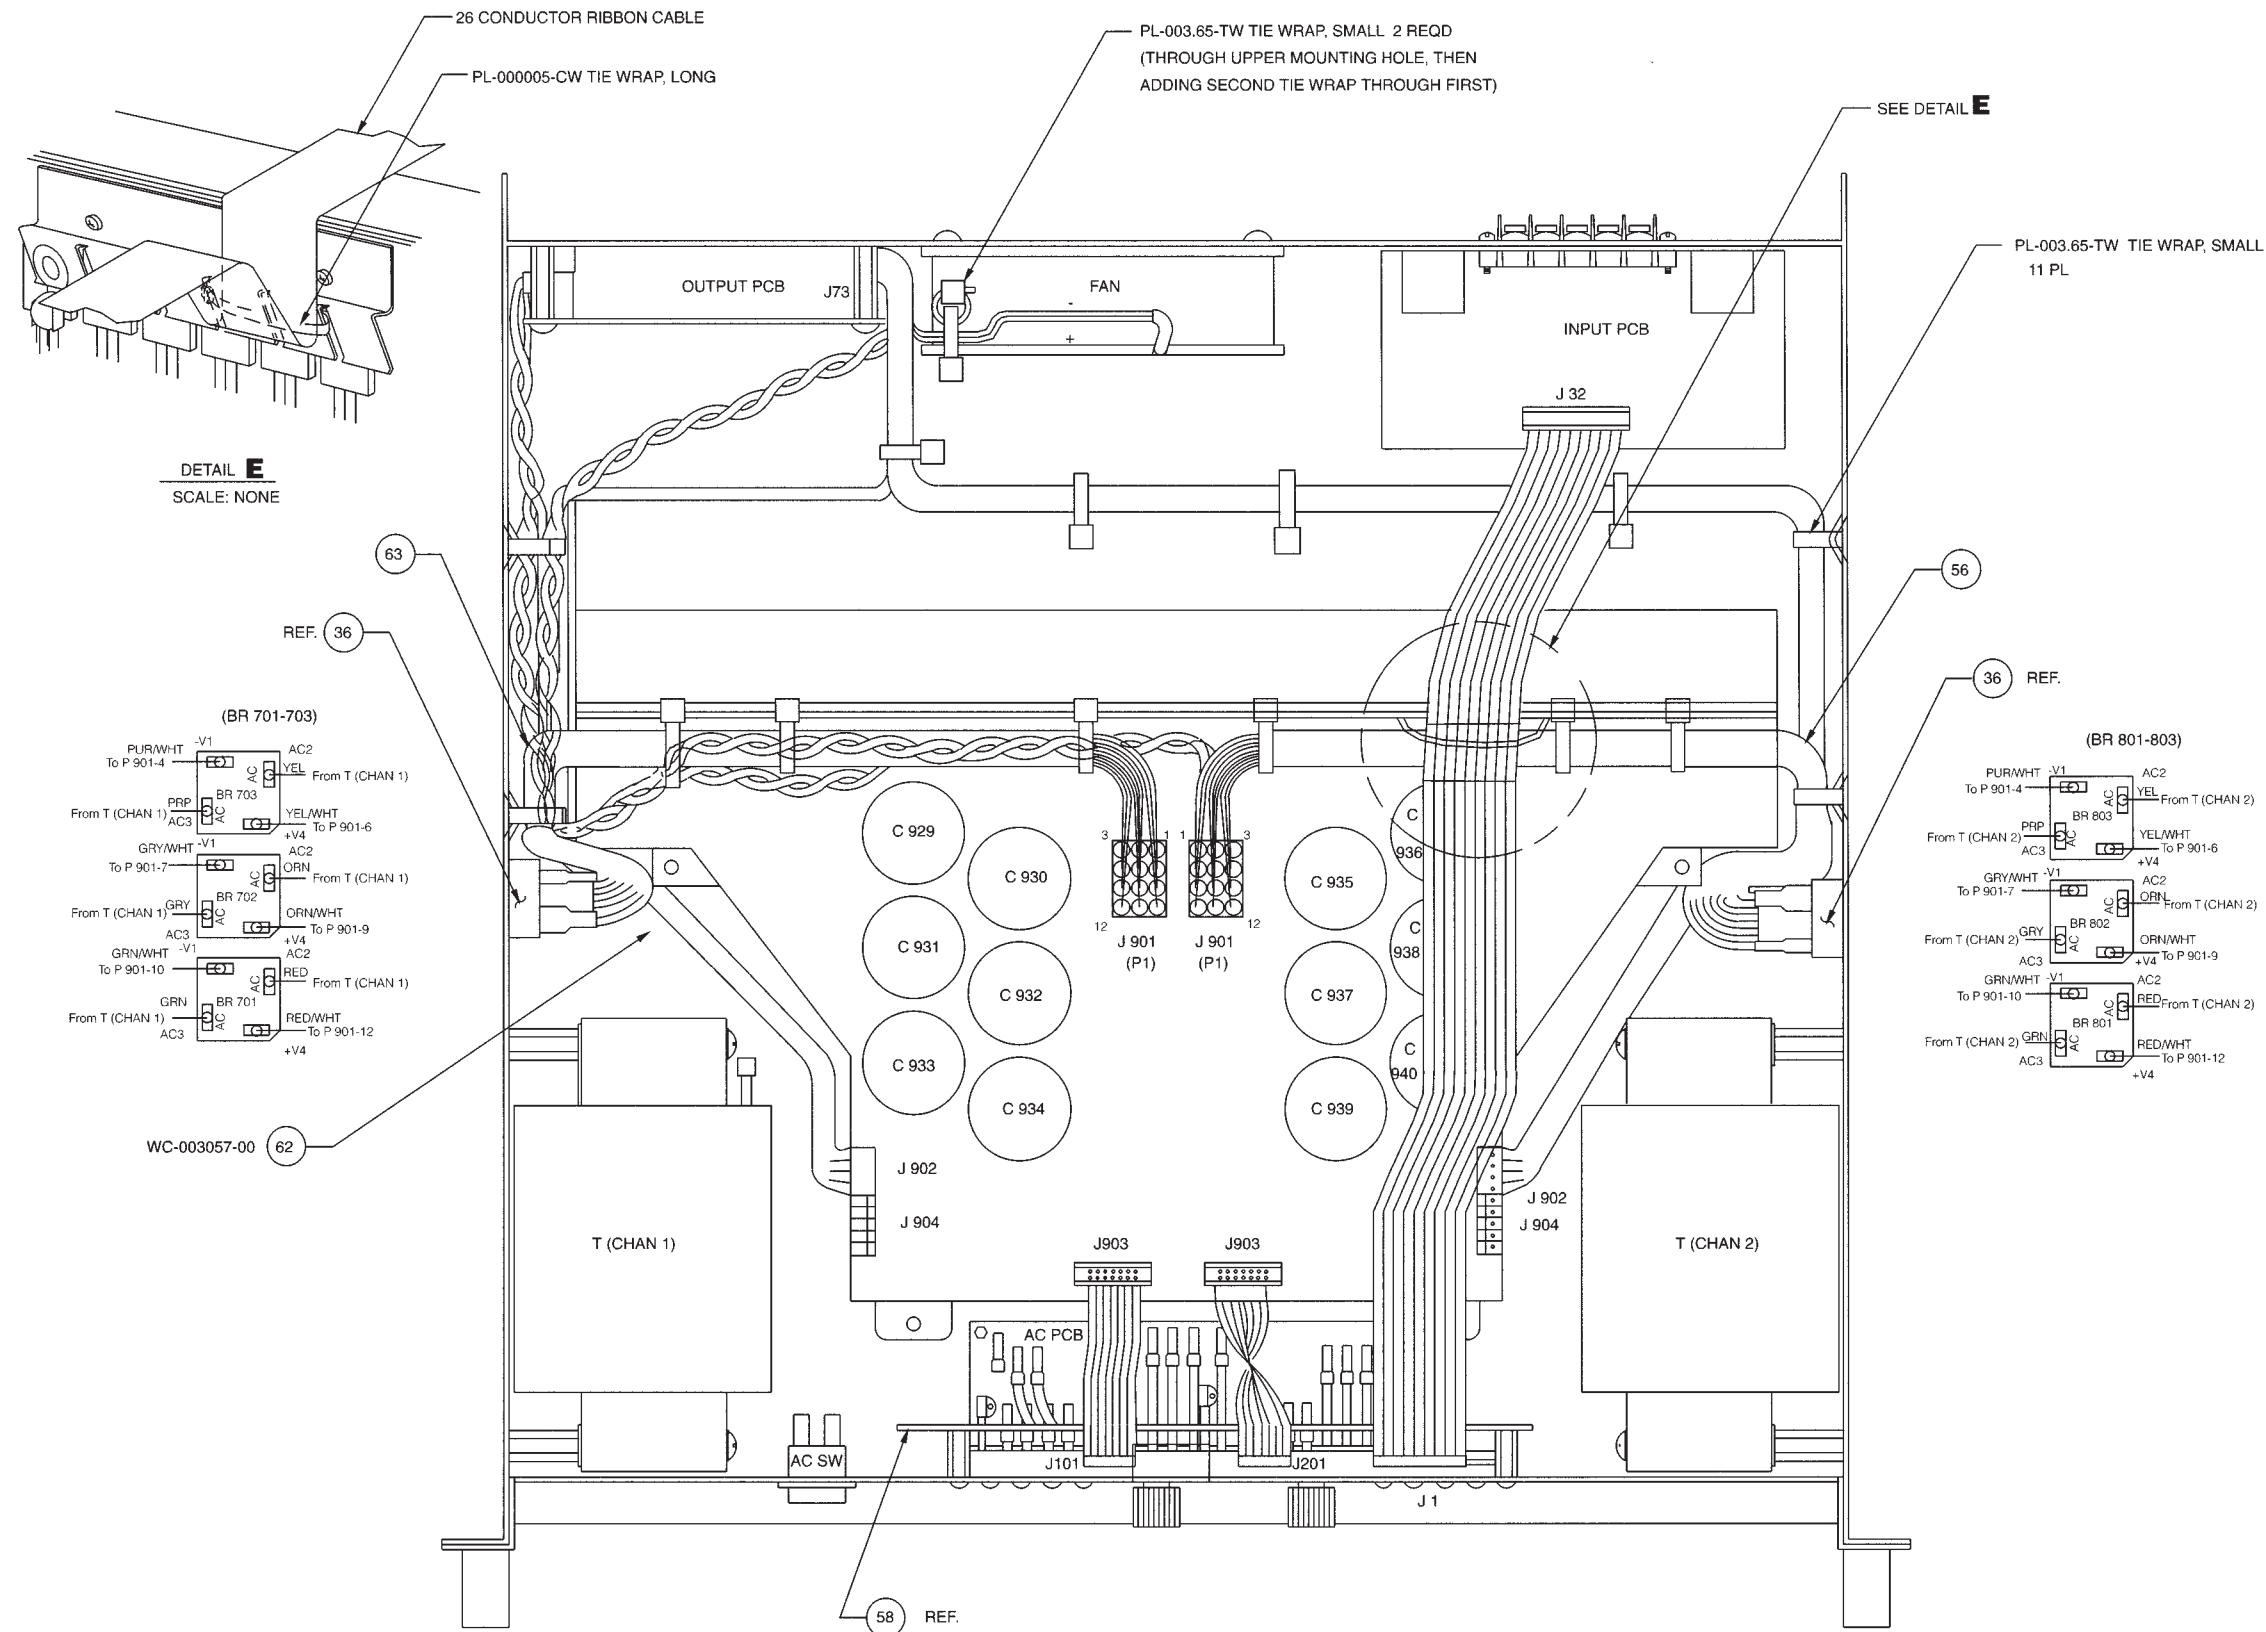 26 CONDUCTOR RIBBON CABLE
PL-000005-CW TIE WRAP, LONG
PL-003.65-TW TIE WRAP, SMALL 2 REQD
(THROUGH UPPER MOUNTING HOLE, THEN
ADDING SECOND TIE WRAP THROUGH FIRST)
SEE DETAIL E
PL-003.65-TW TIE WRAP, SMALL
11 PL
DETAIL E
SCALE: NONE
OUTPUT PCB
J73
FAN
-
+
INPUT PCB
J 32
63
REF. 36
56
36 REF.
(BR 701-703)
-V1
AC2
PUR/WHT
To P 901-4
YEL
From T (CHAN 1)
AC
BR 703
PRP
From T (CHAN 1)
AC3
AC
YEL/WHT
To P 901-6
+V4
-V1
AC2
GRY/WHT
To P 901-7
ORN
From T (CHAN 1)
AC
BR 702
GRY
From T (CHAN 1)
AC3
AC
ORN/WHT
To P 901-9
+V4
-V1
AC2
GRN/WHT
To P 901-10
RED
From T (CHAN 1)
AC
BR 701
GRN
From T (CHAN 1)
AC3
AC
RED/WHT
To P 901-12
+V4
(BR 801-803)
-V1
AC2
PUR/WHT
To P 901-4
YEL
From T (CHAN 2)
AC
BR 803
PRP
From T (CHAN 2)
AC3
AC
YEL/WHT
To P 901-6
+V4
-V1
AC2
GRY/WHT
To P 901-7
ORN
From T (CHAN 2)
AC
BR 802
GRY
From T (CHAN 2)
AC3
AC
ORN/WHT
To P 901-9
+V4
-V1
AC2
GRN/WHT
To P 901-10
RED
From T (CHAN 2)
AC
BR 801
GRN
From T (CHAN 2)
AC3
AC
RED/WHT
To P 901-12
+V4
C 929
C 930
C 931
C 932
C 933
C 934
C 935
C
936
C 937
C
938
C 939
C
940
3
1
1
3
12
12
J 901
(P1)
J 901
(P1)
WC-003057-00 62
J 902
J 904
J 902
J 904
T (CHAN 1)
T (CHAN 2)
J903
J903
AC PCB
AC SW
J101
J201
J 1
58 REF.